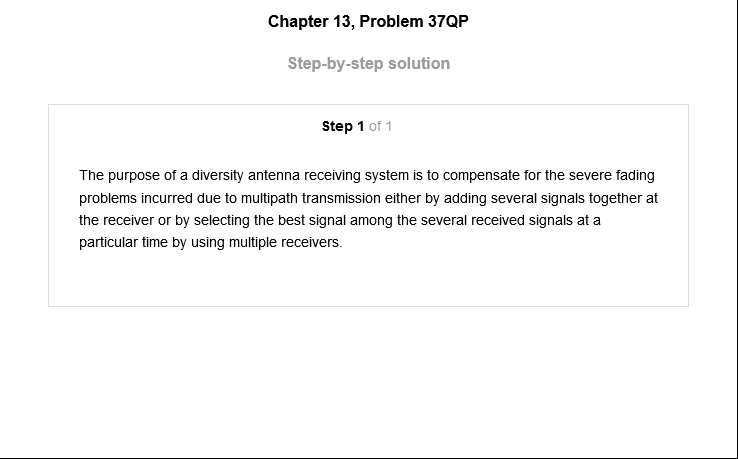 Chapter 13, Problem 37QP
Step-by-step solution
Step 1 of 1
The purpose of a diversity antenna receiving system is to compensate for the severe fading
problems incurred due to multipath transmission either by adding several signals together at
the receiver or by selecting the best signal among the several received signals at a
particular time by using multiple receivers.